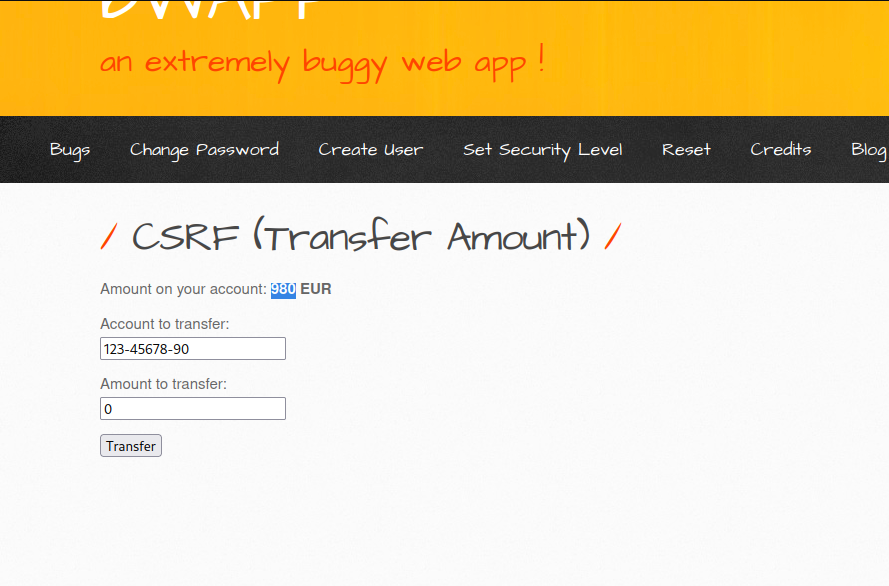 bWAPP
an extremely buggy web app !
Bugs Change Password Create User Set Security Level Reset Credits Blog
/ CSRF (Transfer Amount) /
Amount on your account: 980 EUR
Account to transfer:
123-45678-90
Amount to transfer:
0
Transfer